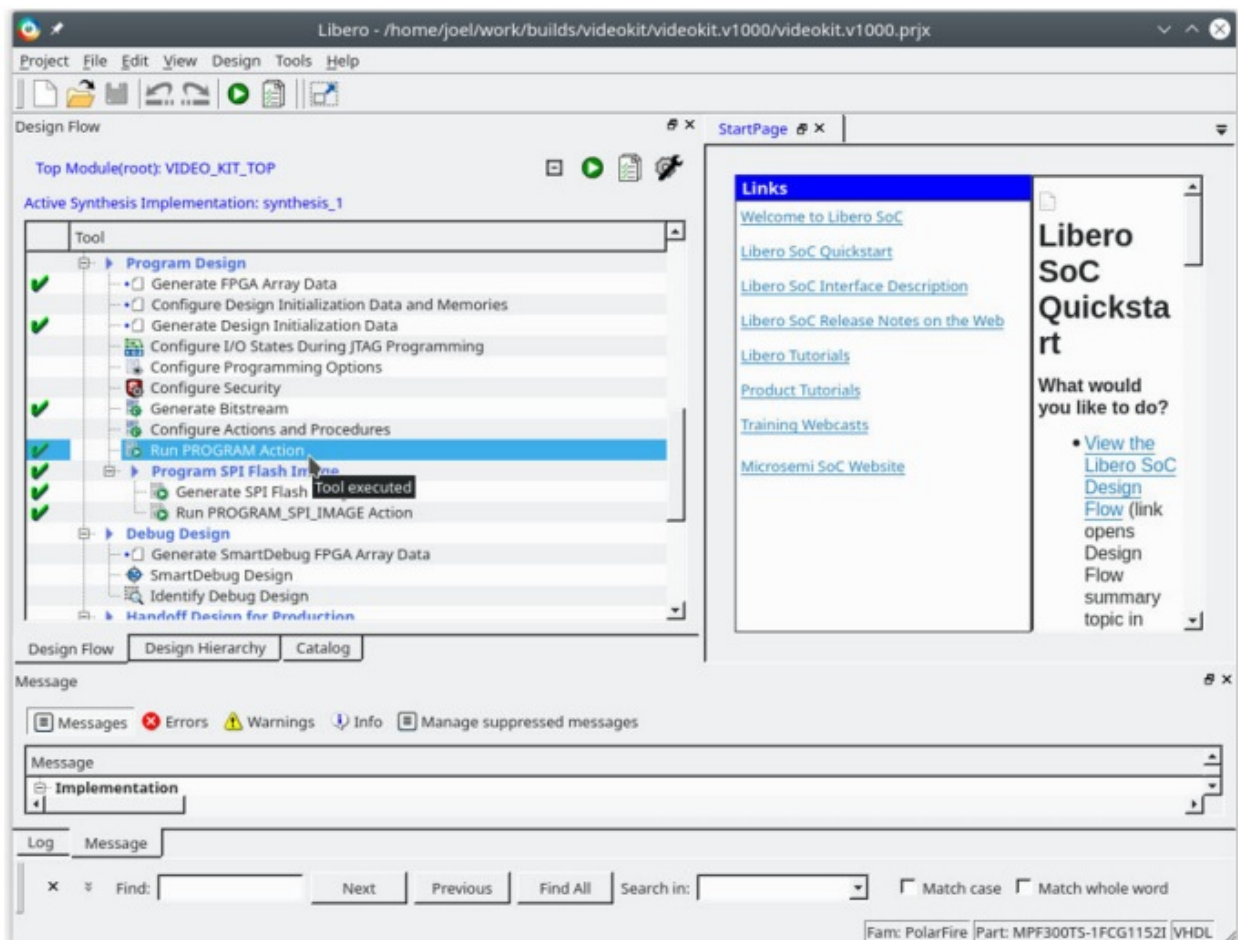 Libero - /home/joel/work/builds/videokit/videokit.v1000/videokit.v1000.prjx
Project File Edit View Design Tools Help
Design Flow
Top Module(root): VIDEO_KIT_TOP
Active Synthesis Implementation: synthesis_1
Tool
Program Design
Generate FPGA Array Data
Configure Design Initialization Data and Memories
Generate Design Initialization Data
Configure I/O States During JTAG Programming
Configure Programming Options
Configure Security
Generate Bitstream
Configure Actions and Procedures
Run PROGRAM Action
Program SPI Flash
Tool executed
Generate SPI Flash
Run PROGRAM_SPI_IMAGE Action
Debug Design
Generate SmartDebug FPGA Array Data
SmartDebug Design
Identify Debug Design
Handoff Design for Production
Design Flow Design Hierarchy Catalog
StartPage
Links
Welcome to Libero SoC
Libero SoC Quickstart
Libero SoC Interface Description
Libero SoC Release Notes on the Web
Libero Tutorials
Product Tutorials
Training Webcasts
Microsemi SoC Website
Libero
SoC
Quicksta
rt
What would
you like to do?
View the
Libero SoC
Design
Flow (link
opens
Design
Flow
summary
topic in
Message
Messages Errors Warnings Info Manage suppressed messages
Message
Implementation
Log Message
Find: Next Previous Find All Search in: Match case Match whole word
Fam: PolarFire Part: MPF300TS-1FCG1152I VHDL